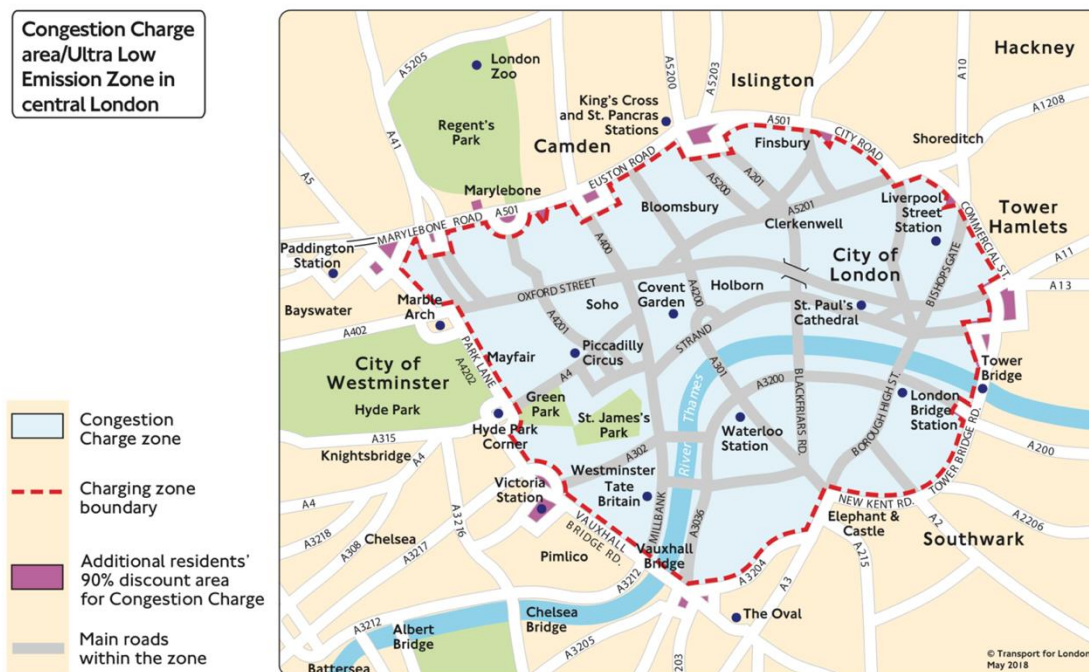 Congestion Charge
area/Ultra Low
Emission Zone in
central London
Congestion
Charge zone
Charging zone
boundary
Additional residents'
90% discount area
for Congestion Charge
Main roads
within the zone
A5205
London
Zoo
A5200
A5203
Islington
Hackney
A10
A41
Regent's
Park
King's Cross
and St. Pancras
Stations
A501
A1208
Camden
Finsbury
CITY ROAD
Shoreditch
A5
EUSTON ROAD
Marylebone
A5200
A201
MARYLEBONE ROAD
A501
Bloomsbury
A5201
Clerkenwell
Liverpool
Street
Station
COMMERCIAL ST.
Tower
Hamlets
Paddington
Station
A400
City of
London
BISHOPSGATE
A11
A13
Bayswater
Marble
Arch
OXFORD STREET
Soho
Covent
Garden
A4200
Holborn
St. Paul's
Cathedral
A402
A4201
STRAND
City of
Westminster
A4202
PARK LANE
Mayfair
Piccadilly
Circus
A4
A301
A3200
BLACKFRIARS RD.
Tower
Bridge
Hyde Park
Green
Park
St. James's
Park
River Thames
BOROUGH HIGH ST.
London
Bridge
Station
A315
Hyde Park
Corner
Waterloo
Station
A200
Knightsbridge
A4
A302
Westminster
TOWER BRIDGE RD.
Victoria
Station
Tate
Britain
MILLBANK
NEW KENT RD.
A4
A3218
A308
Chelsea
A3217
A3216
VAUXHALL
BRIDGE RD.
A3036
Elephant &
Castle
A2
A2206
Southwark
Pimlico
Vauxhall
Bridge
A3204
A3
A215
A3212
Chelsea
Bridge
The Oval
A3212
Albert
Bridge
A3205
203
Battersea
© Transport for London
May 2018